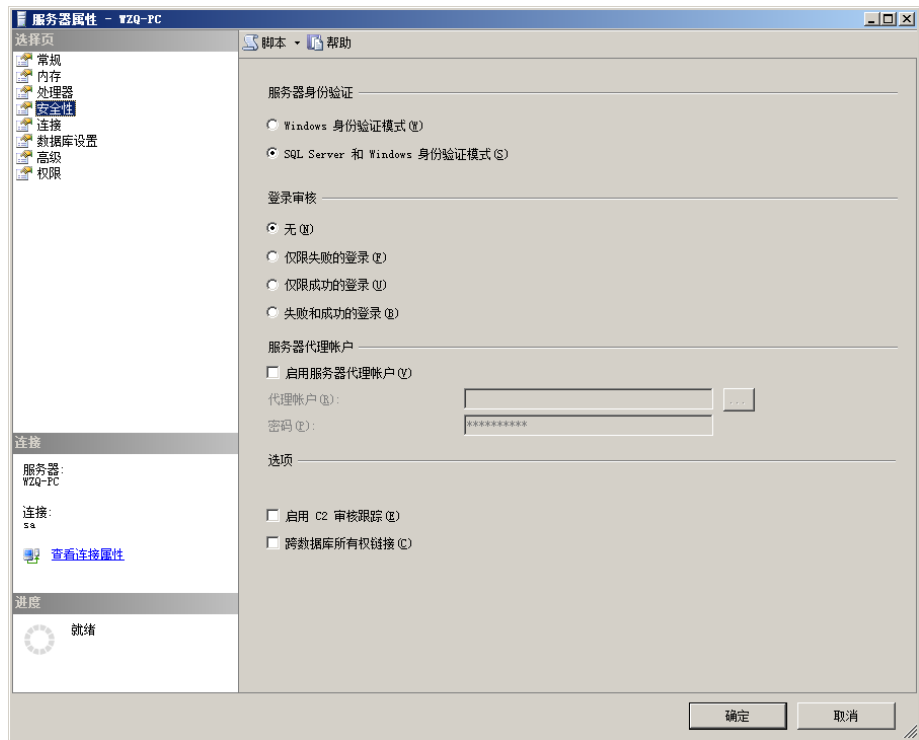 服务器属性 - WZQ-PC
选择页
常规
内存
处理器
安全性
连接
数据库设置
高级
权限
脚本 帮助
服务器身份验证
Windows 身份验证模式(W)
SQL Server 和 Windows 身份验证模式(S)
登录审核
无(N)
仅限失败的登录(F)
仅限成功的登录(U)
失败和成功的登录(B)
服务器代理帐户
启用服务器代理帐户(V)
代理帐户(R):
...
密码(P):
**********
选项
启用 C2 审核跟踪(E)
跨数据库所有权链接(C)
连接
服务器:
WZQ-PC
连接:
sa
查看连接属性
进度
就绪
确定
取消